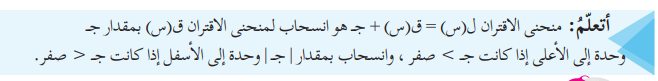 أتعلّمُ: منحنى الاقتران ل(س) = ق(س) + جـ هو انسحاب لمنحنى الاقتران ق(س) بمقدار جـ
وحدة إلى الأعلى إذا كانت جـ > صفر ، وانسحاب بمقدار | جـ | وحدة إلى الأسفل إذا كانت جـ < صفر.